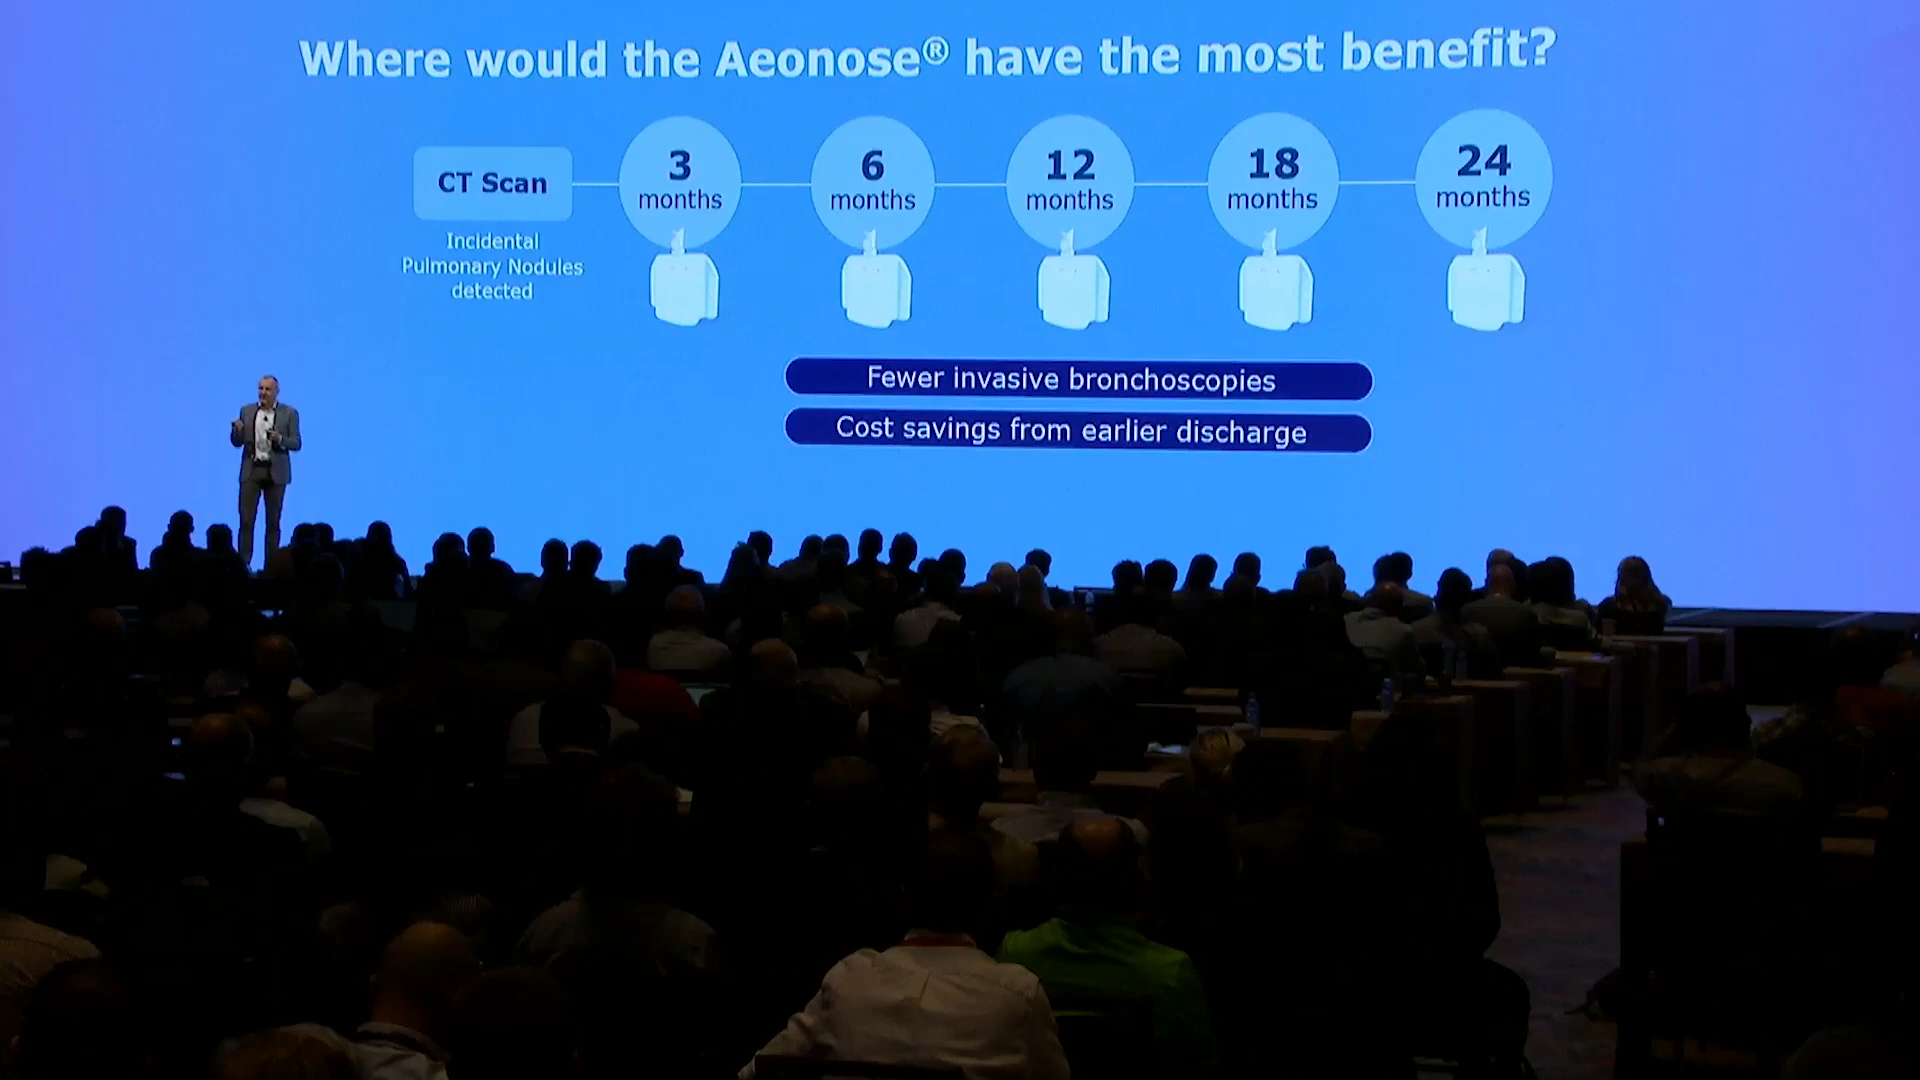 Where would the Aeonose® have the most benefit?
CT Scan
Incidental
Pulmonary Nodules
detected
3
months
6
months
12
months
18
months
24
months
Fewer invasive bronchoscopies
Cost savings from earlier discharge